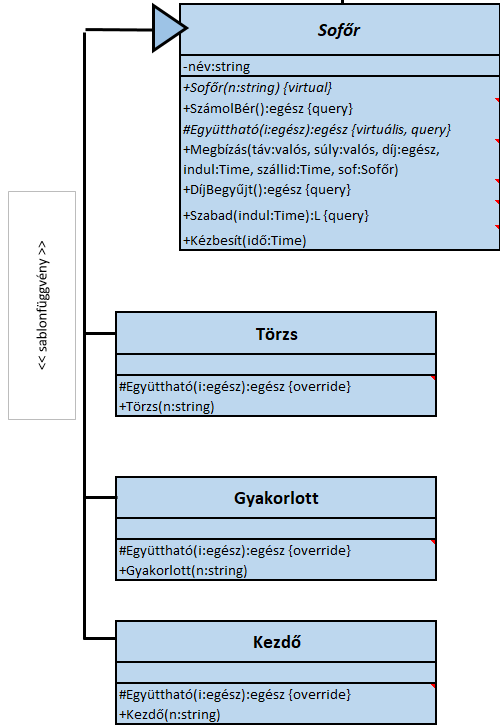 Sofőr
-név:string
+Sofőr(n:string) {virtual}
+SzámolBér():egész {query}
#Együttható(i:egész):egész {virtuális, query}
+Megbízás(táv:valós, súly:valós, díj:egész,
indul:Time, szállid:Time, sof:Sofőr)
+DíjBegyűjt():egész {query}
+Szabad(indul:Time):L {query}
+Kézbesít(idő:Time)
<< sablonfüggvény >>
Törzs
#Együttható(i:egész):egész {override}
+Törzs(n:string)
Gyakorlott
#Együttható(i:egész):egész {override}
+Gyakorlott(n:string)
Kezdő
#Együttható(i:egész):egész {override}
+Kezdő(n:string)